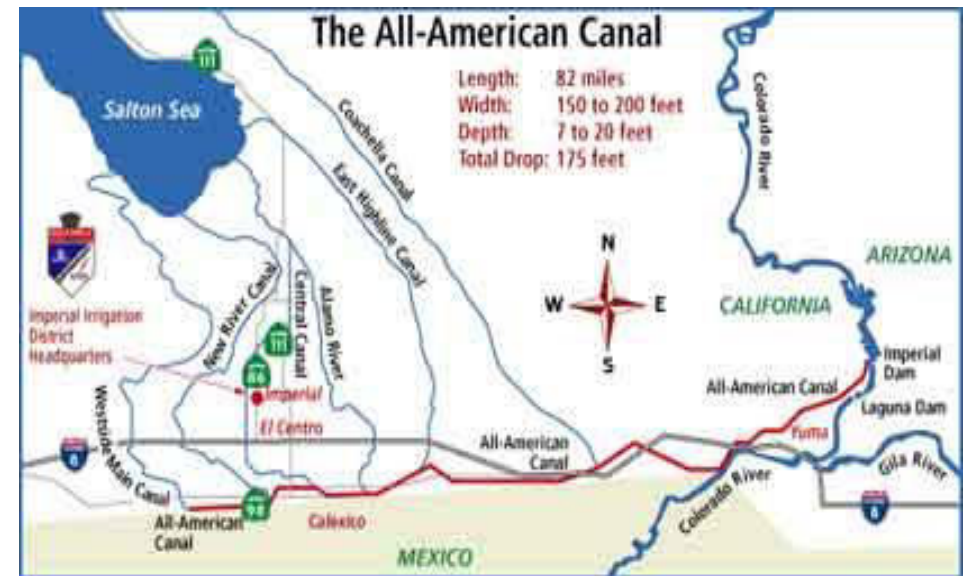 The All-American Canal
Length: 82 miles
Width: 150 to 200 feet
Depth: 7 to 20 feet
Total Drop: 175 feet
111
Salton Sea
Coachella Canal
East Highline Canal
Colorado River
N
W
E
S
ARIZONA
CALIFORNIA
Imperial Irrigation
District
Headquarters
New River Canal
Central Canal
Alamo River
111
86
Imperial
El Centro
Westside Main Canal
8
All-American
Canal
98
Calexico
MEXICO
All-American
Canal
All-American Canal
Imperial
Dam
Laguna Dam
Yuma
Gila River
Colorado River
8